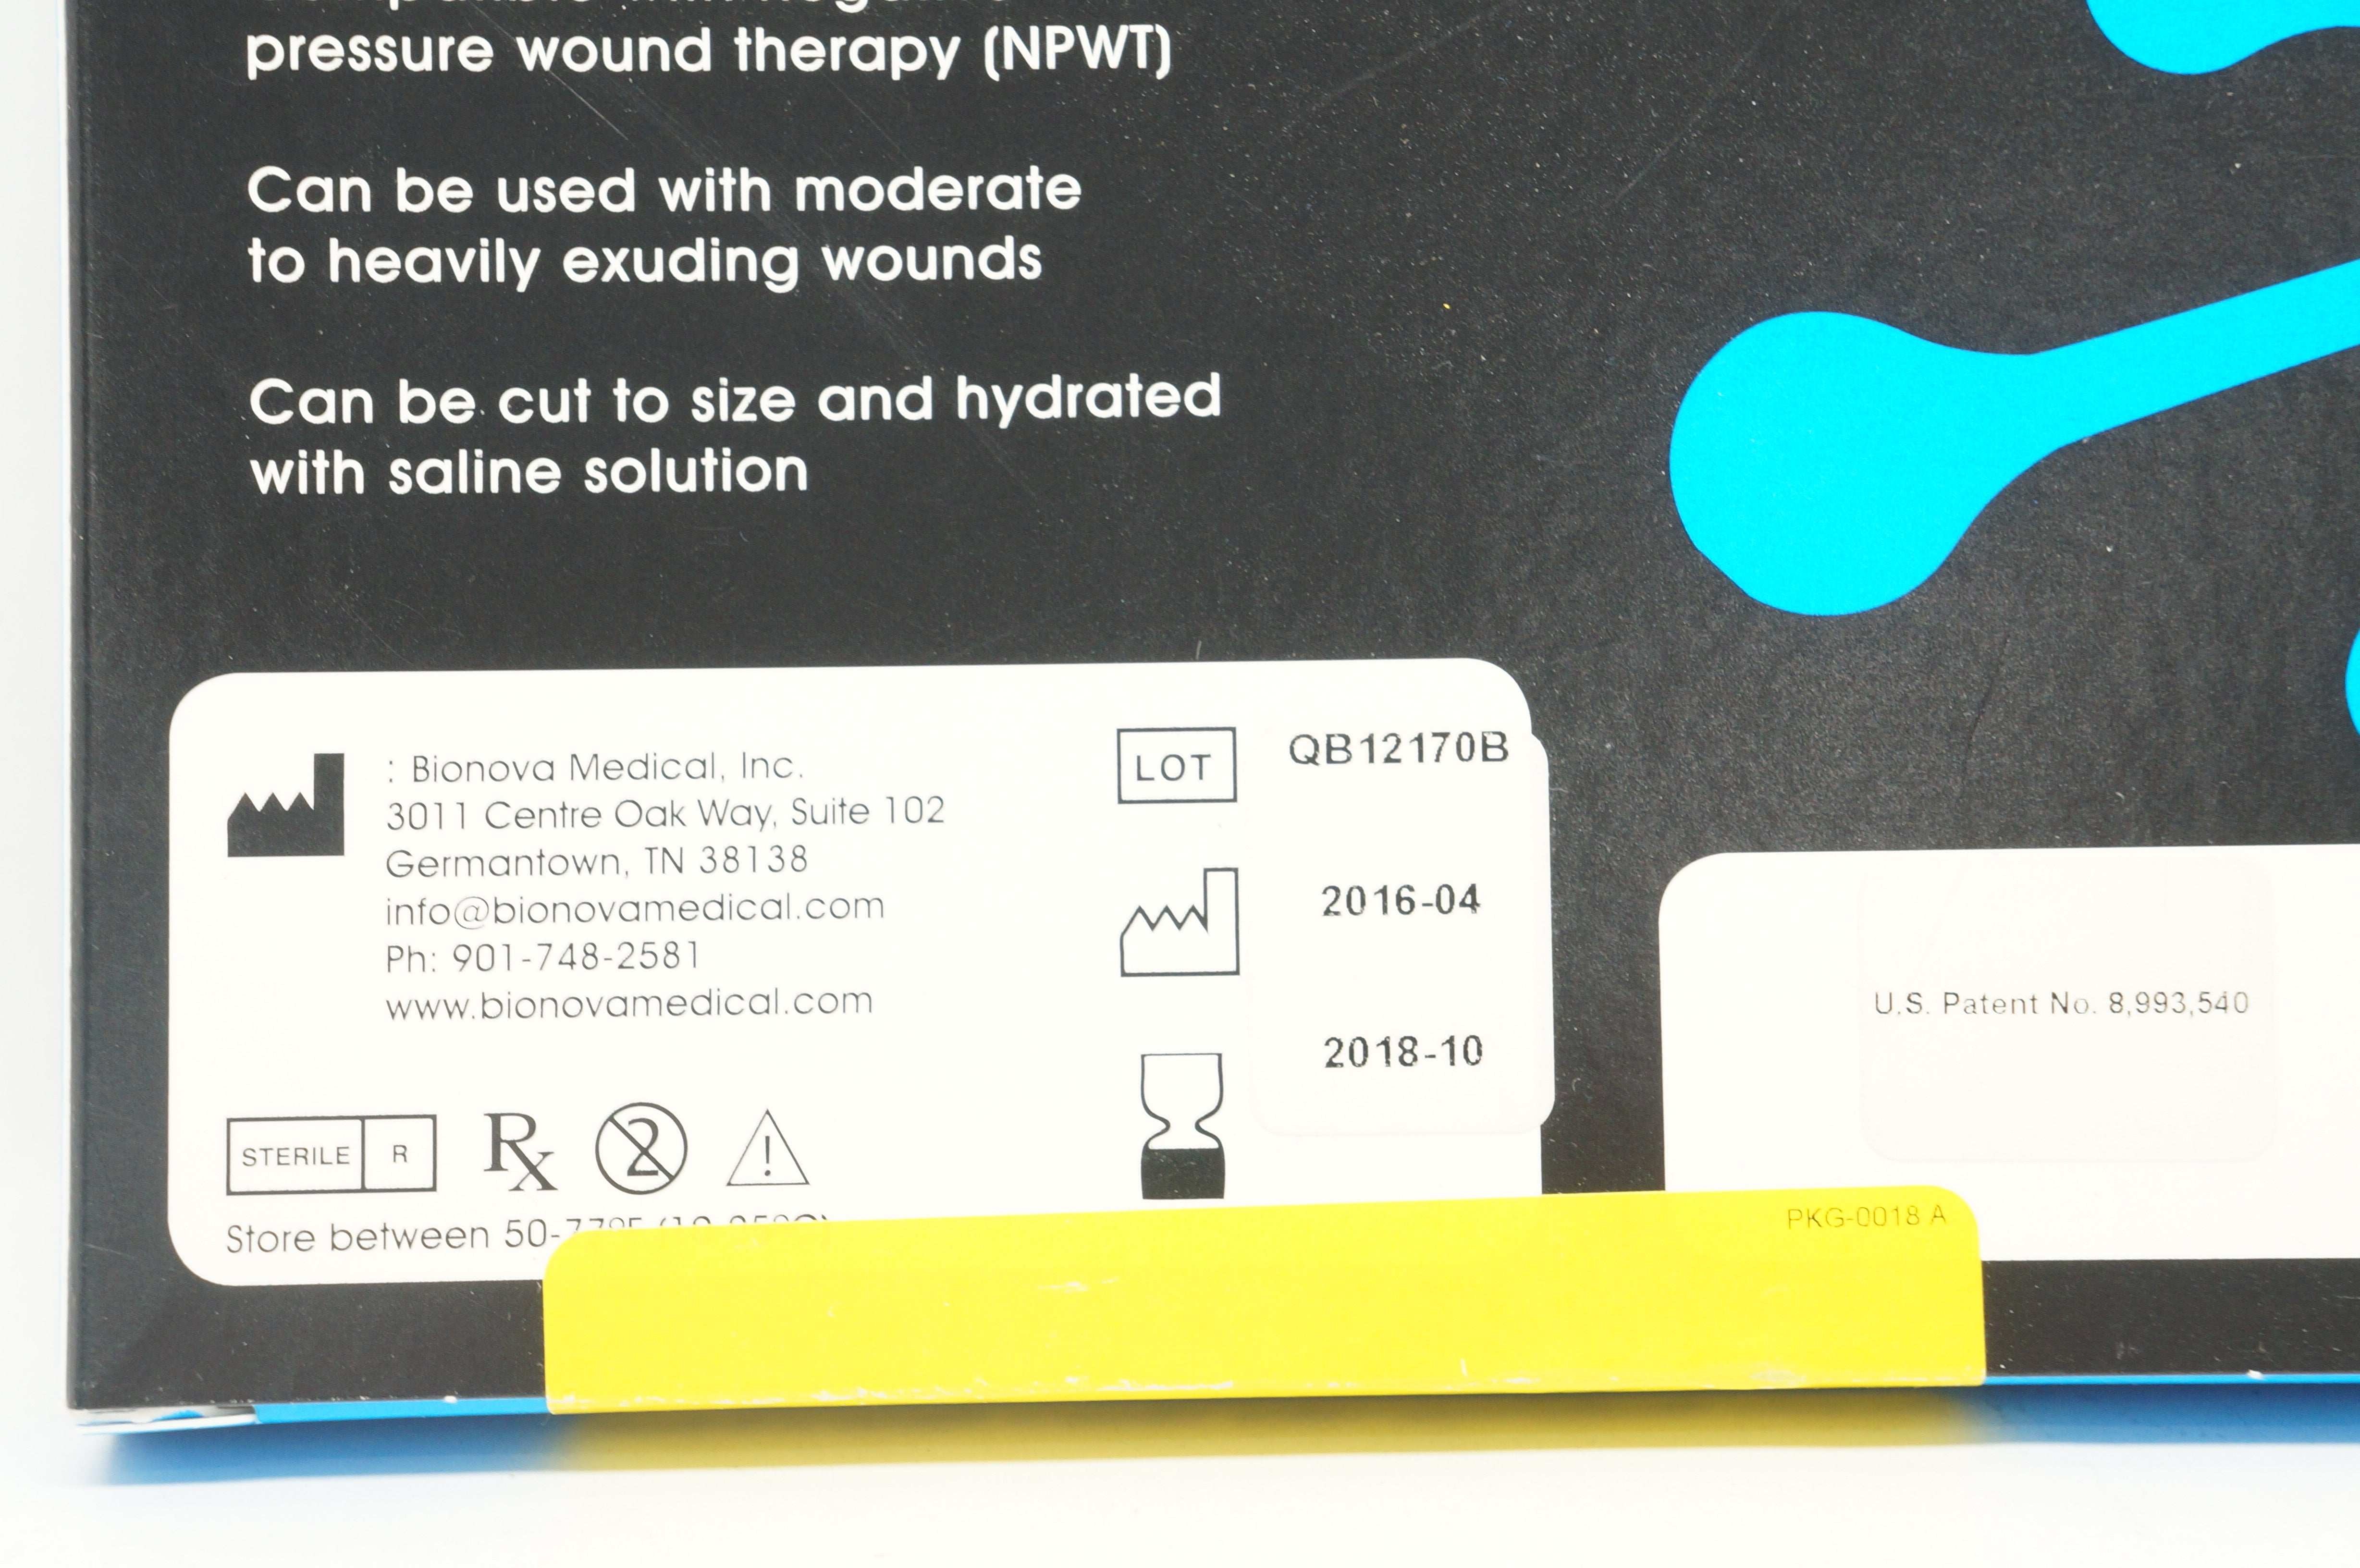 pressure wound therapy (NPWT)
Can be used with moderate
to heavily exuding wounds
Can be cut to size and hydrated
with saline solution
: Bionova Medical, Inc.
3011 Centre Oak Way, Suite 102
Germantown, TN 38138
info@bionovamedical.com
Ph: 901-748-2581
www.bionovamedical.com
STERILE R
Rx
2
!
Store between 50-
LOT QB12170B
2016-04
2018-10
U.S. Patent No. 8,993,540
PKG-0018 A